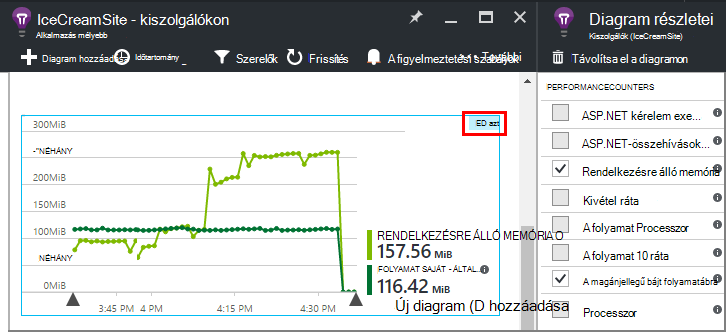 IceCreamSite - kiszolgálókon
Alkalmazás mélyebb
Diagram hozzáadása
Időtartomány
Szerelők
Frissítés
A figyelmeztetési szabályok
További
300MiB
ED azt
-"NÉHÁNY
200MiB
100MiB
NÉHÁNY
0MiB
3:45 PM
4 PM
4:15 PM
4:30 PM
RENDELKEZÉSRE ÁLLÓ MEMÓRIA O
157.56 MiB
FOLYAMAT SAJÁT - ÁLTAL...
116.42 MiB
Új diagram (D hozzáadása
Diagram részletei
Kiszolgálók (IceCreamSite)
Távolítsa el a diagramon
PERFORMANCECOUNTERS
ASP.NET kérelem exe...
ASP.NET-összehívások...
Rendelkezésre álló memória
Kivétel ráta
A folyamat Processzor
A folyamat 10 ráta
A magánjellegű bájt folyamatábra
Processzor